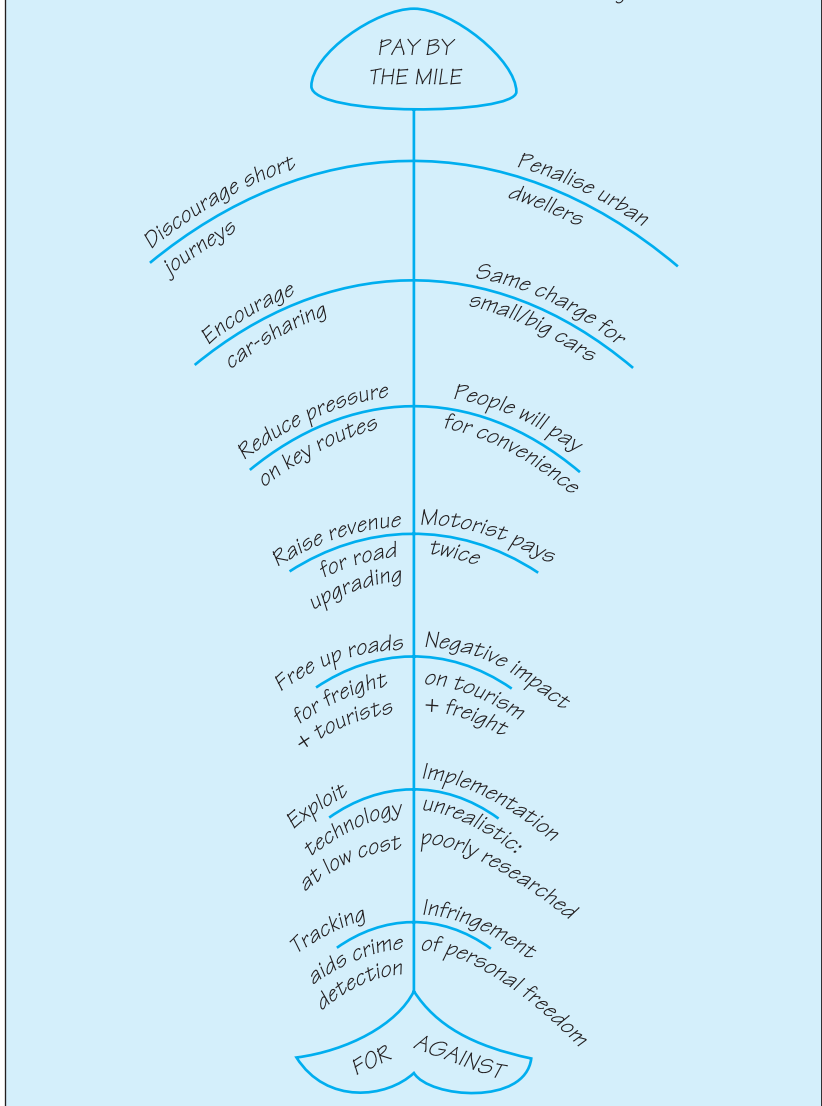 PAY BY
THE MILE
Discourage short
journeys
Penalise urban
dwellers
Encourage
car-sharing
Same charge for
small/big cars
Reduce pressure
on key routes
People will pay
for convenience
Raise revenue
for road
upgrading
Motorist pays
twice
Free up roads
for freight
+ tourists
Negative impact
on tourism
+ freight
Exploit
technology
at low cost
Implementation
unrealistic:
poorly researched
Tracking
aids crime
detection
Infringement
of personal freedom
FOR
AGAINST